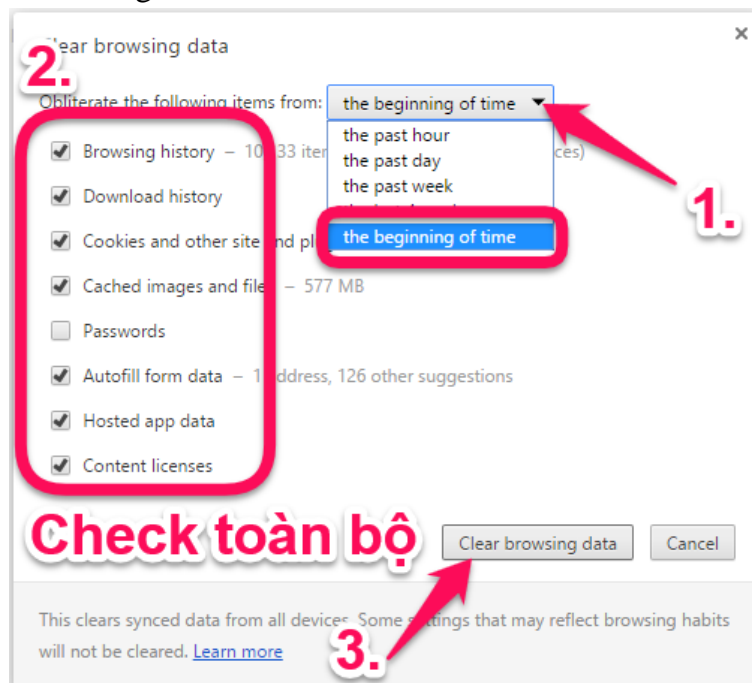 Clear browsing data
2.
Obliterate the following items from: the beginning of time
the past hour
the past day
the past week
the beginning of time
1.
Browsing history –
Download history
Cookies and other site and
Cached images and files – 577 MB
Passwords
Autofill form data – 1 address, 126 other suggestions
Hosted app data
Content licenses
Check toàn bộ
Clear browsing data
Cancel
This clears synced data from all devices. Some settings that may reflect browsing habits
will not be cleared. Learn more
3.